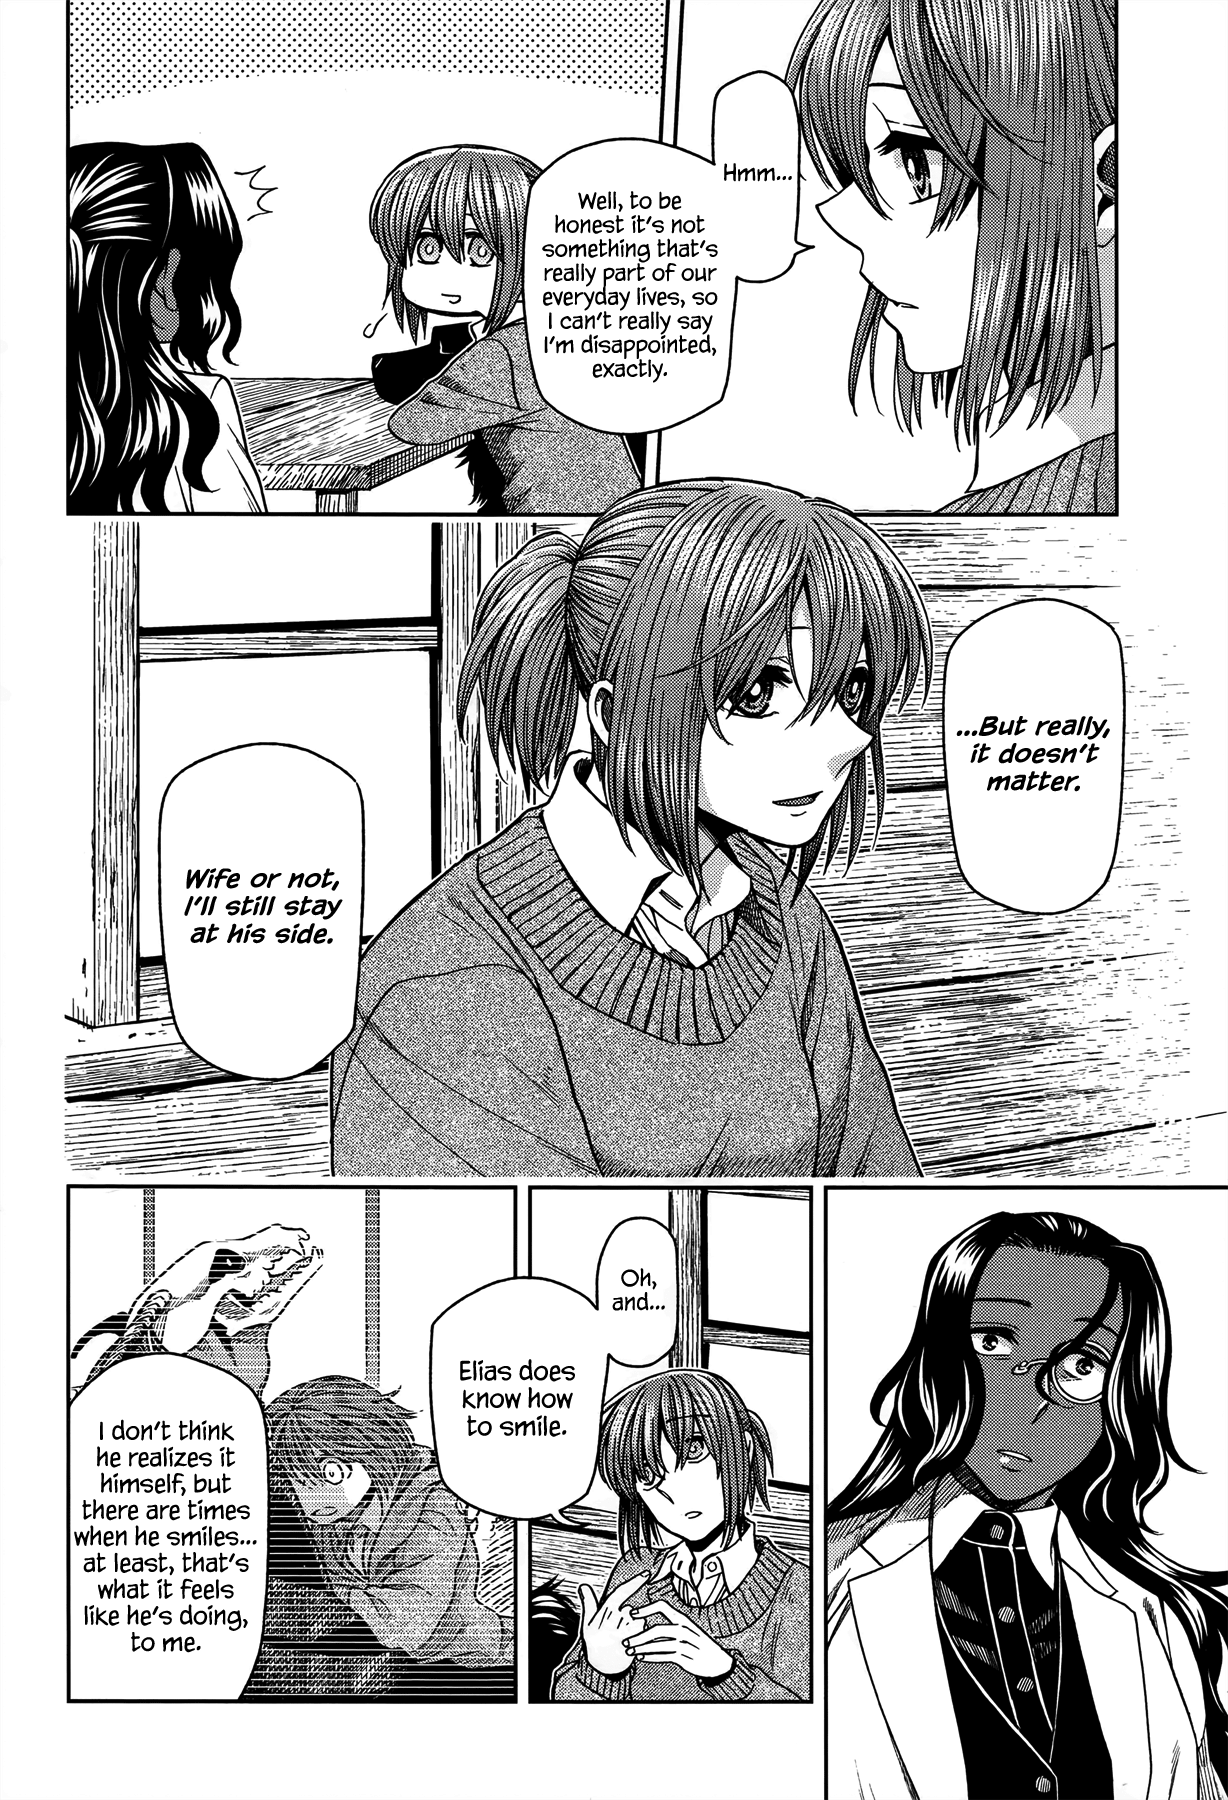 Hmm...
Well, to be
honest it's not
something that's
really part of our
everyday lives, so
I can't really say
I'm disappointed,
exactly.
...But really,
it doesn't
matter.
Wife or not,
I'll still stay
at his side.
Oh,
and...
Elias does
know how
to smile.
I don't think
he realizes it
himself, but
there are times
when he smiles...
at least, that's
what it feels
like he's doing,
to me.